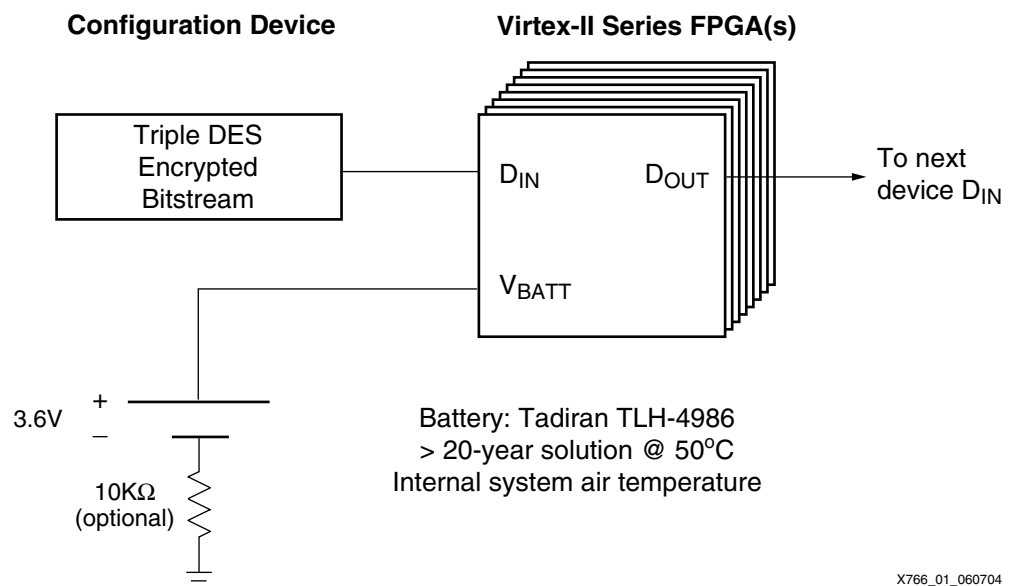 Configuration Device
Virtex-II Series FPGA(s)
Triple DES
Encrypted
Bitstream
DIN
DOUT
To next
device DIN
VBATT
+
3.6V
–
10KΩ
(optional)
Battery: Tadiran TLH-4986
> 20-year solution @ 50°C
Internal system air temperature
X766_01_060704